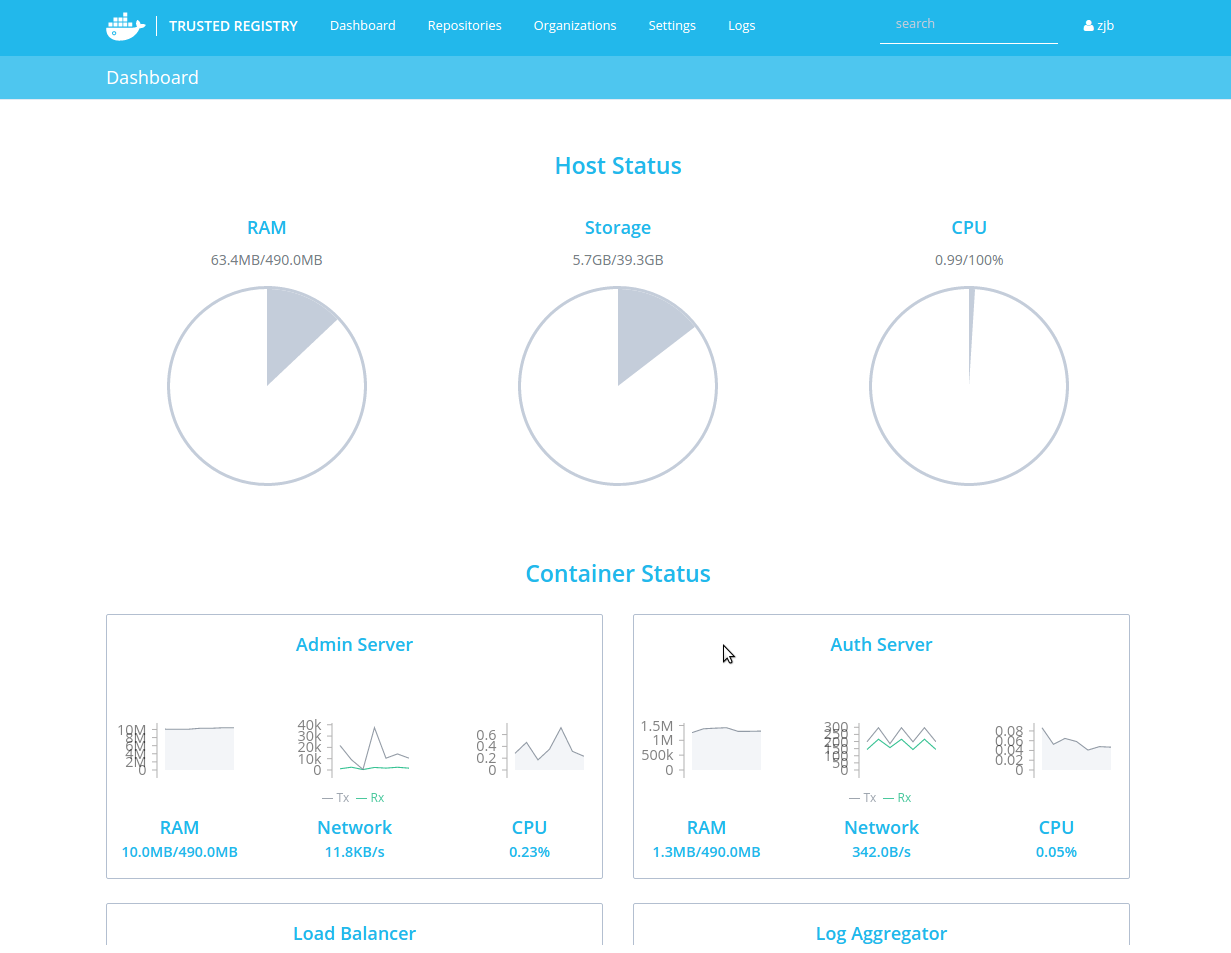 TRUSTED REGISTRY Dashboard Repositories Organizations Settings Logs search zjb
Dashboard
Host Status
RAM Storage CPU
63.4MB/490.0MB 5.7GB/39.3GB 0.99/100%
Container Status
Admin Server
10M
8M
6M
4M
2M
0
40k
30k
20k
10k
0
0.6
0.4
0.2
0
Tx Rx
RAM Network CPU
10.0MB/490.0MB 11.8KB/s 0.23%
Auth Server
1.5M
1M
500k
0
300
250
200
150
100
50
0
0.08
0.06
0.04
0.02
0
Tx Rx
RAM Network CPU
1.3MB/490.0MB 342.0B/s 0.05%
Load Balancer
Log Aggregator